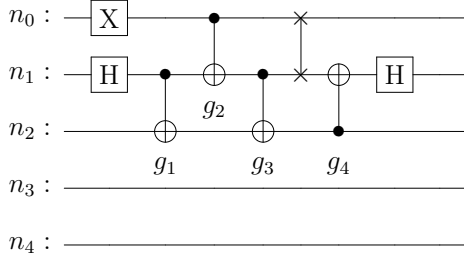 n₀ : X
n₁ : H H
g₂
n₂ :
g₁ g₃ g₄
n₃ :
n₄ :